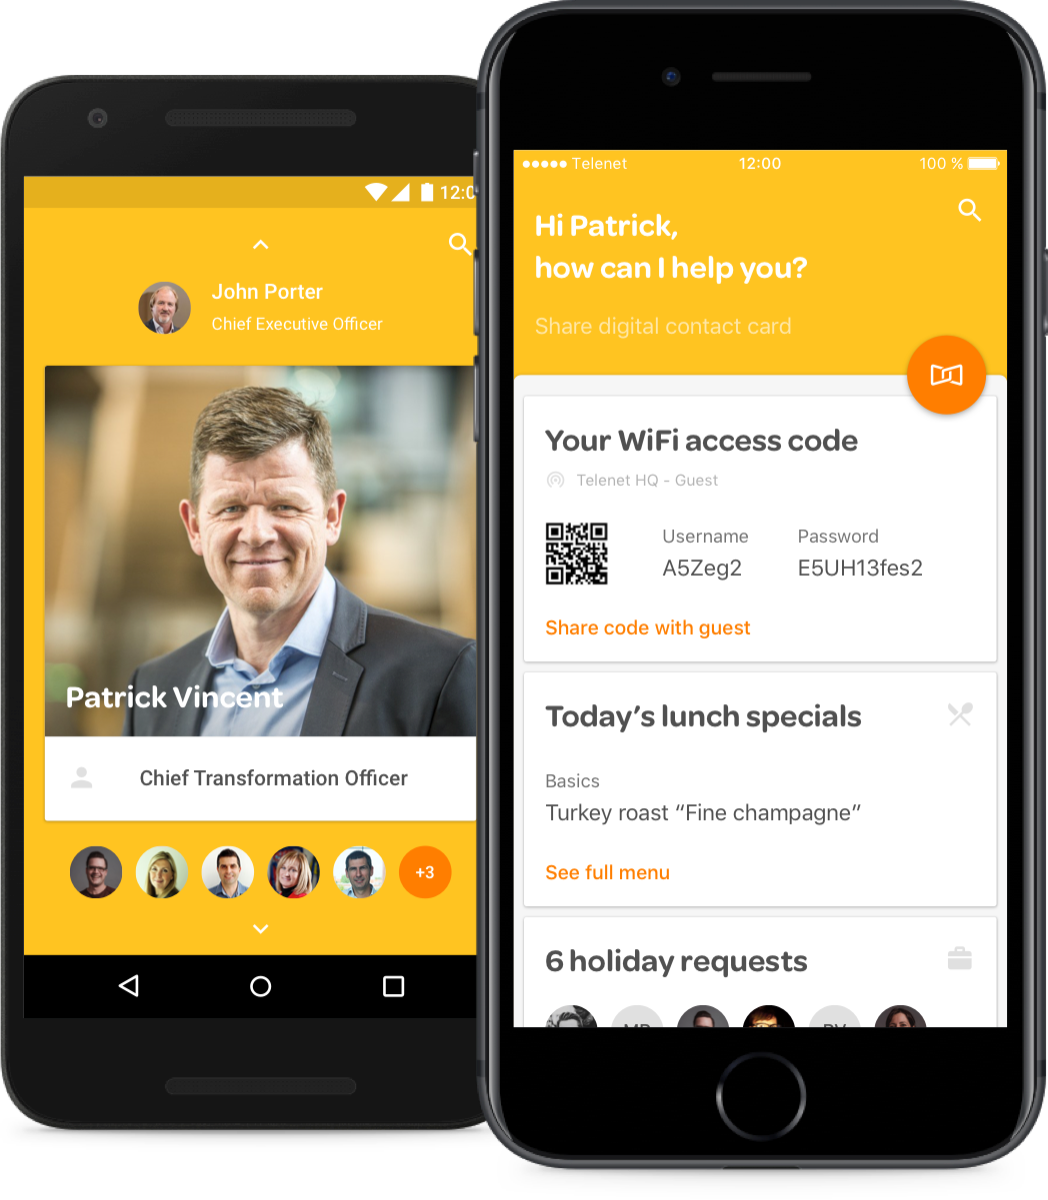 12:0
John Porter
Chief Executive Officer
Patrick Vincent
Chief Transformation Officer
+3
Telenet 12:00 100 %
Hi Patrick,
how can I help you?
Share digital contact card
Your WiFi access code
Telenet HQ - Guest
Username Password
A5Zeg2 E5UH13fes2
Share code with guest
Today’s lunch specials
Basics
Turkey roast “Fine champagne”
See full menu
6 holiday requests